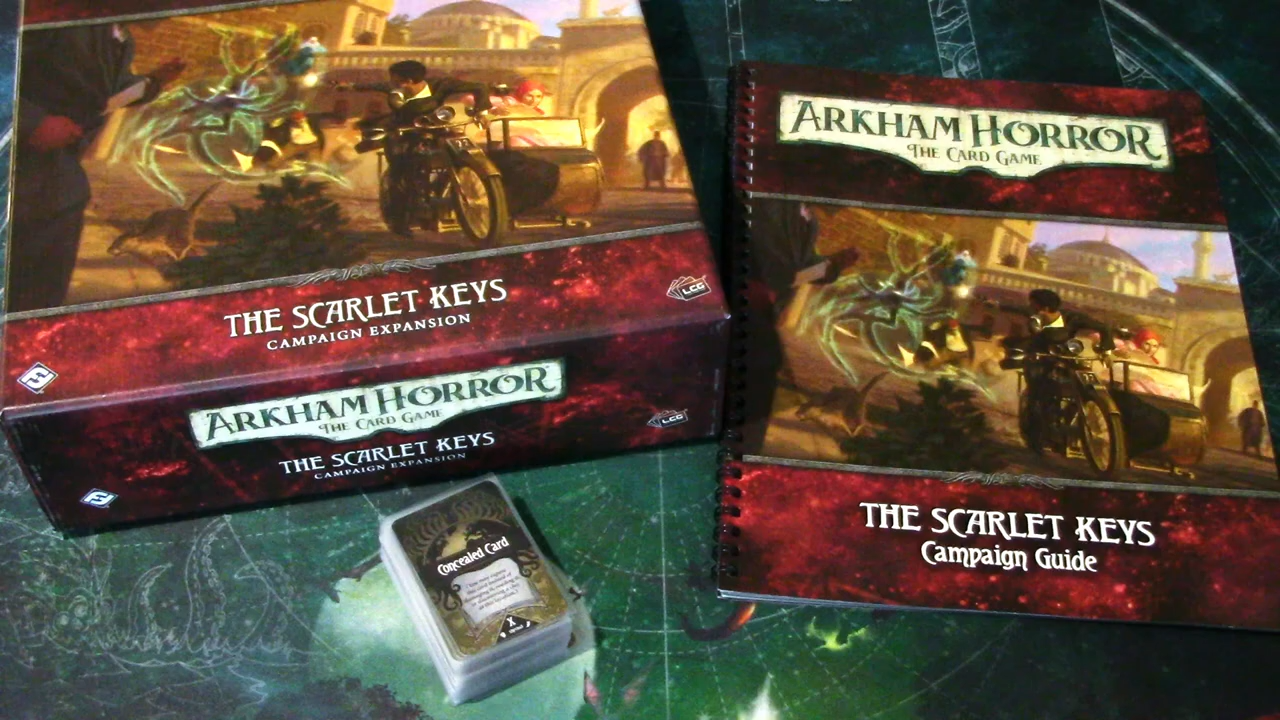 THE SCARLET KEYS
CAMPAIGN EXPANSION
LCG
ARKHAM HORROR
THE CARD GAME
THE SCARLET KEYS
CAMPAIGN EXPANSION
LCG
Concealed Card
ARKHAM HORROR
THE CARD GAME
THE SCARLET KEYS
Campaign Guide